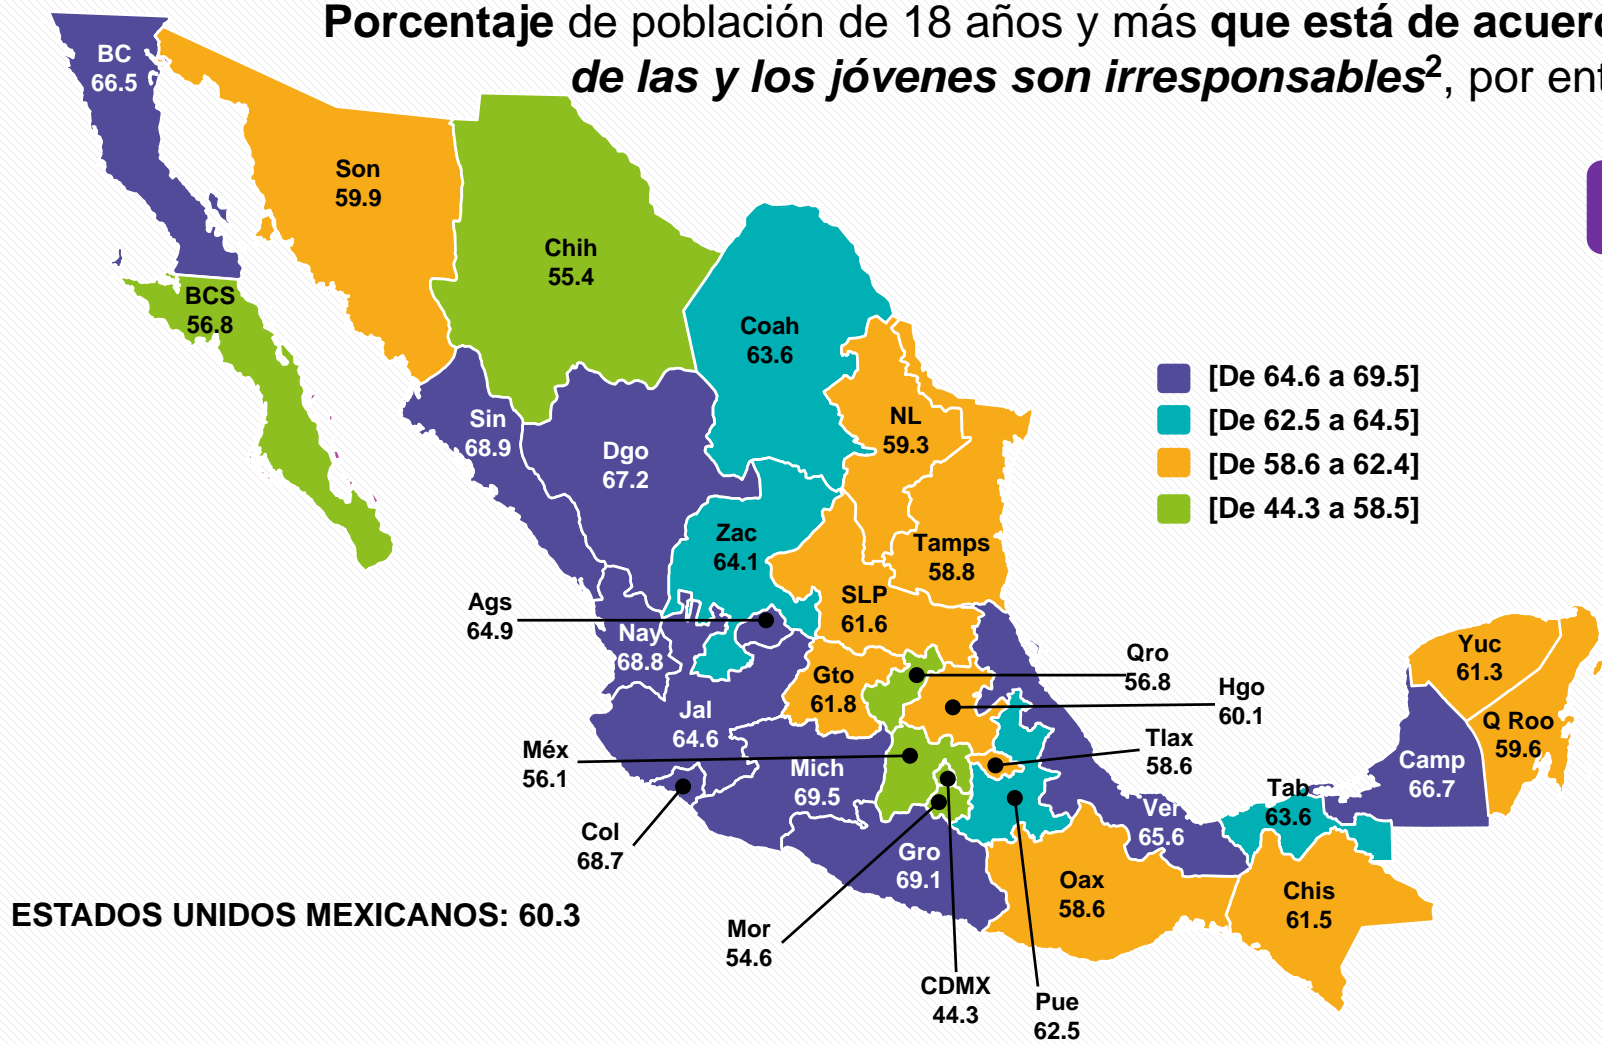 Porcentaje de población de 18 años y más que está de
de las y los jóvenes son irresponsables², por
BC
66.5
Son
59.9
Chih
55.4
BCS
56.8
Coah
63.6
[De 64.6 a 69.5]
[De 62.5 a 64.5]
[De 58.6 a 62.4]
[De 44.3 a 58.5]
NL
59.3
Sin
68.9
Dgo
67.2
Zac
64.1
Tamps
58.8
SLP
61.6
Ags
64.9
Nay
68.8
Gto
61.8
Qro
56.8
Hgo
60.1
Yuc
61.3
Q Roo
59.6
Jal
64.6
Méx
56.1
Mich
69.5
Tlax
58.6
Camp
66.7
Tab
63.6
Ver
65.6
Col
68.7
Gro
69.1
Oax
58.6
Chis
61.5
ESTADOS UNIDOS MEXICANOS: 60.3
Mor
54.6
CDMX
44.3
Pue
62.5